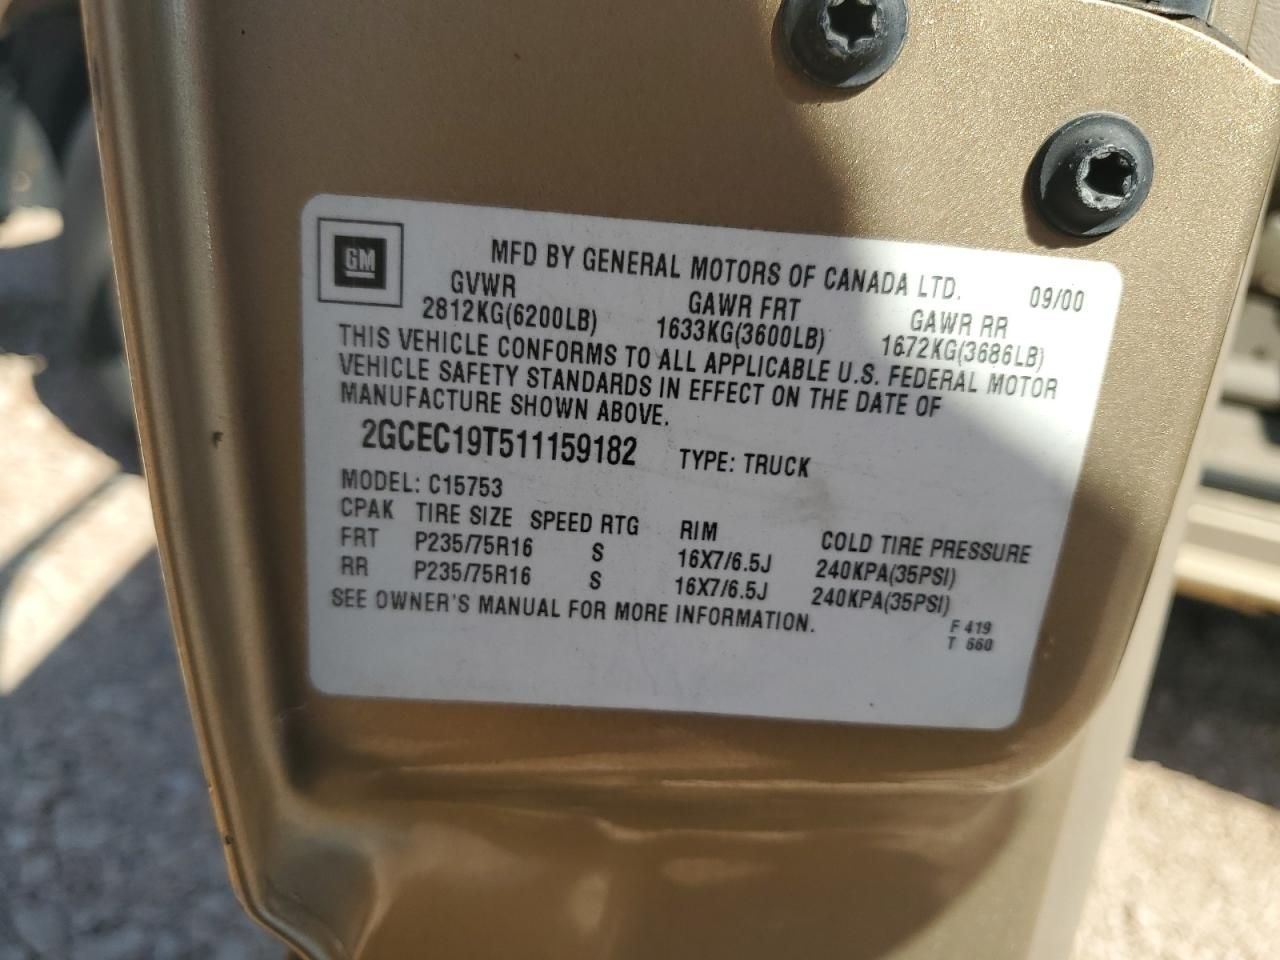 GM
MFD BY GENERAL MOTORS OF CANADA LTD.
09/00
GVWR GAWR FRT GAWR RR
2812KG(6200LB) 1633KG(3600LB) 1672KG(3686LB)
THIS VEHICLE CONFORMS TO ALL APPLICABLE U.S. FEDERAL MOTOR
VEHICLE SAFETY STANDARDS IN EFFECT ON THE DATE OF
MANUFACTURE SHOWN ABOVE.
2GCEC19T511159182 TYPE: TRUCK
MODEL: C15753
CPAK TIRE SIZE SPEED RTG RIM COLD TIRE PRESSURE
FRT P235/75R16 S 16X7/6.5J 240KPA(35PSI)
RR P235/75R16 S 16X7/6.5J 240KPA(35PSI)
SEE OWNER'S MANUAL FOR MORE INFORMATION.
F 419
T 660